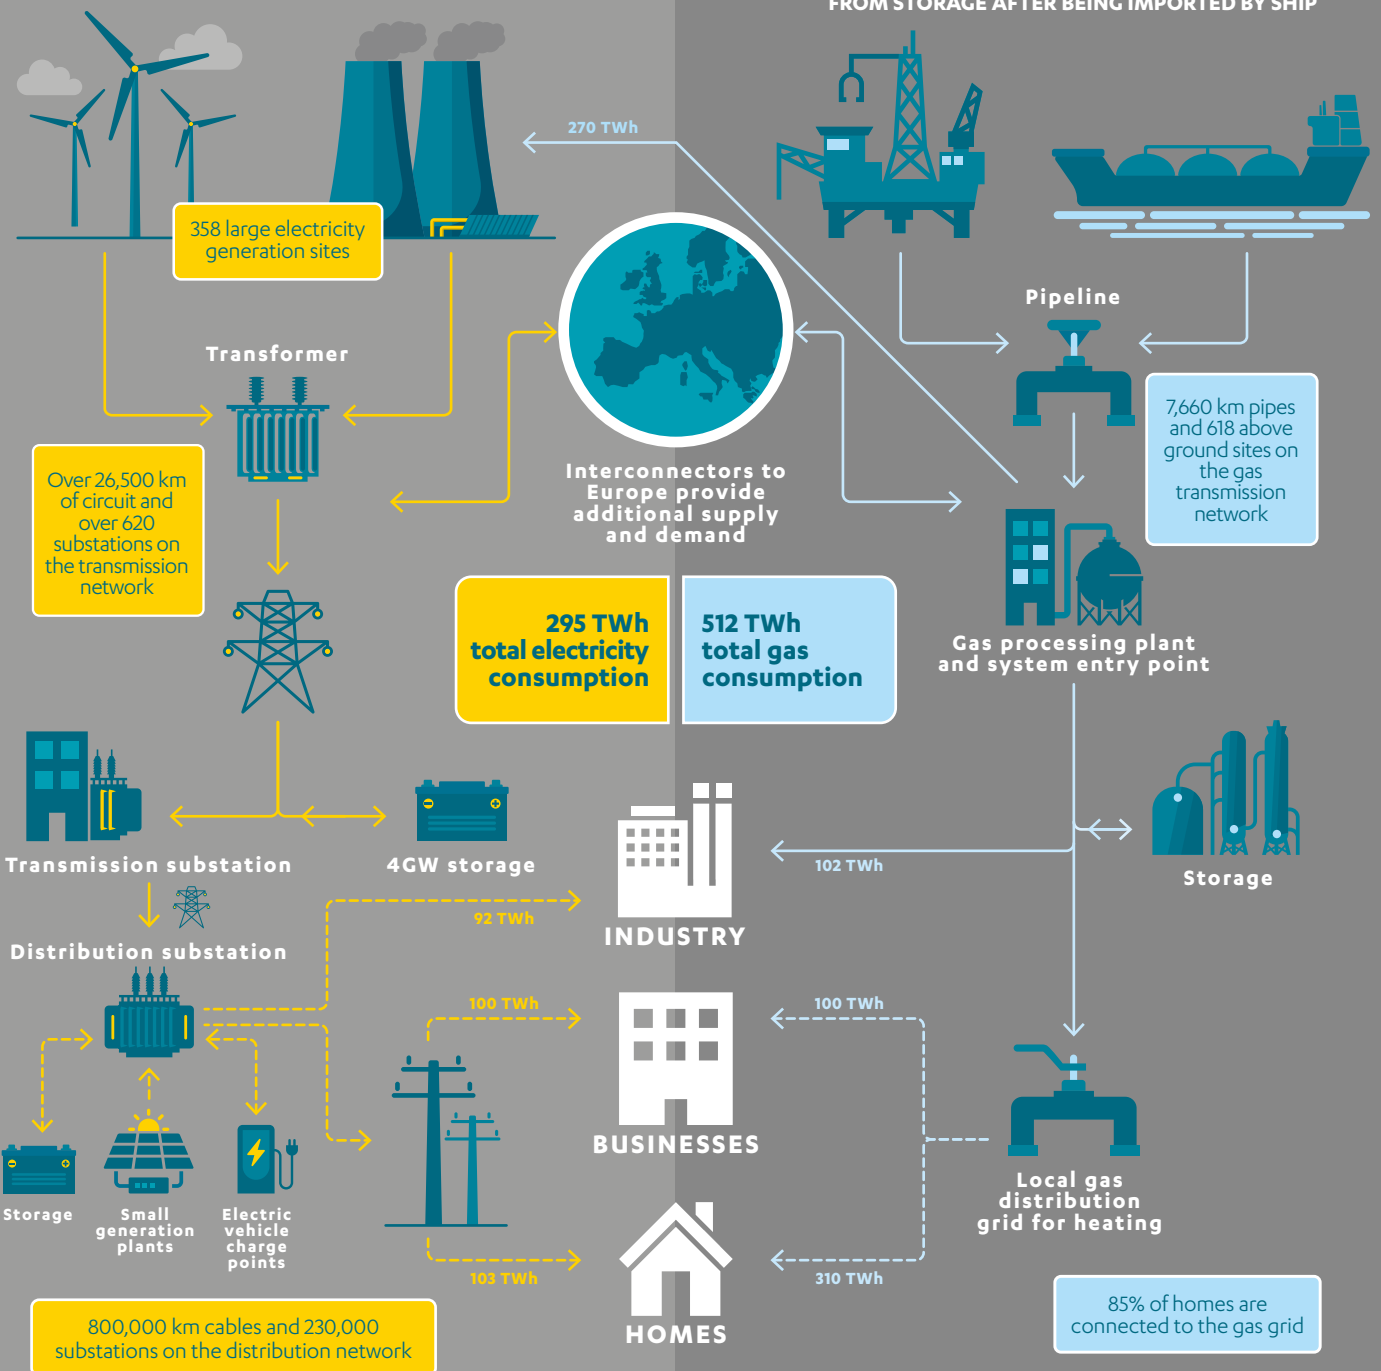 FROM STORAGE AFTER BEING IMPORTED BY SHIP
270 TWh
358 large electricity
generation sites
Pipeline
Transformer
7,660 km pipes
and 618 above
ground sites on
the gas
transmission
network
Over 26,500 km
of circuit and
over 620
substations on
the transmission
network
Interconnectors to
Europe provide
additional supply
and demand
295 TWh
total electricity
consumption
512 TWh
total gas
consumption
Gas processing plant
and system entry point
Transmission substation
4GW storage
102 TWh
Storage
92 TWh
INDUSTRY
Distribution substation
100 TWh
100 TWh
BUSINESSES
Storage
Small
generation
plants
Electric
vehicle
charge
points
Local gas
distribution
grid for heating
103 TWh
310 TWh
HOMES
800,000 km cables and 230,000
substations on the distribution network
85% of homes are
connected to the gas grid